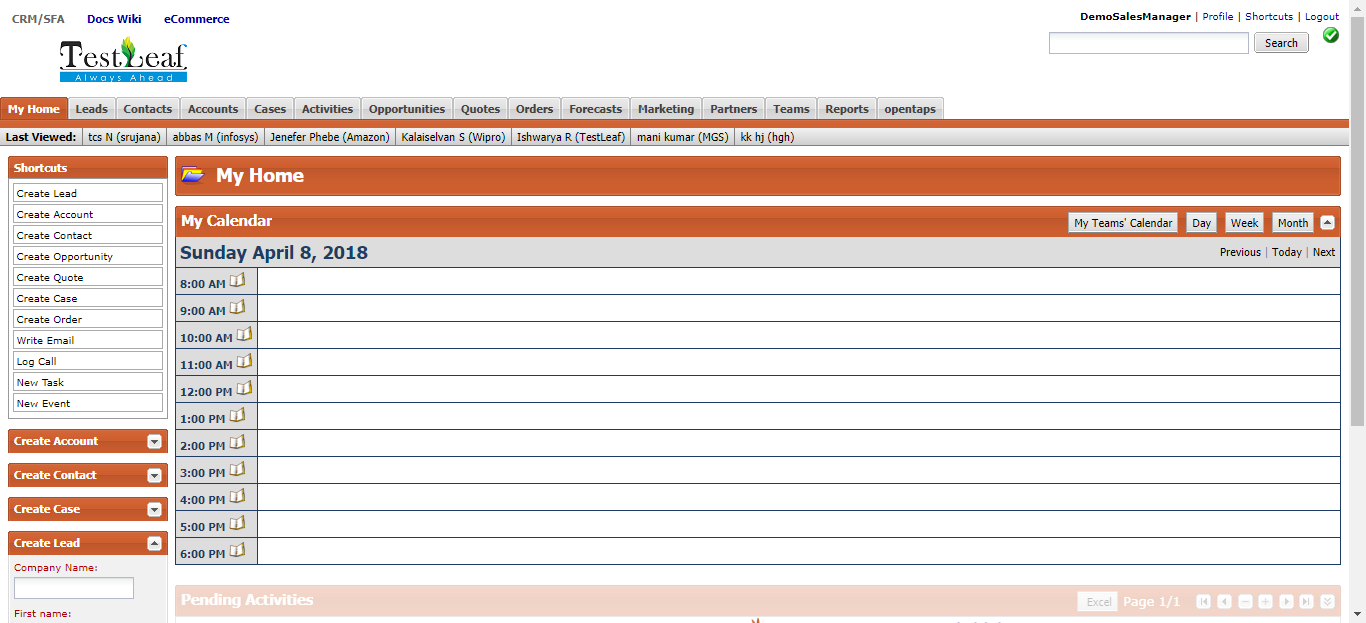 CRM/SFA Docs Wiki eCommerce
DemoSalesManager | Profile | Shortcuts | Logout
TestLeaf
Always Ahead
Search
My Home Leads Contacts Accounts Cases Activities Opportunities Quotes Orders Forecasts Marketing Partners Teams Reports opentaps
Last Viewed: tcs N (srujana) abbas M (infosys) Jenefer Phebe (Amazon) Kalaiselvan S (Wipro) Ishwarya R (TestLeaf) mani kumar (MGS) kk hj (hgh)
Shortcuts
Create Lead
Create Account
Create Contact
Create Opportunity
Create Quote
Create Case
Create Order
Write Email
Log Call
New Task
New Event
Create Account
Create Contact
Create Case
Create Lead
Company Name:
First name:
My Home
My Calendar My Teams' Calendar Day Week Month
Sunday April 8, 2018 Previous | Today | Next
8:00 AM
9:00 AM
10:00 AM
11:00 AM
12:00 PM
1:00 PM
2:00 PM
3:00 PM
4:00 PM
5:00 PM
6:00 PM
Pending Activities Excel Page 1/1